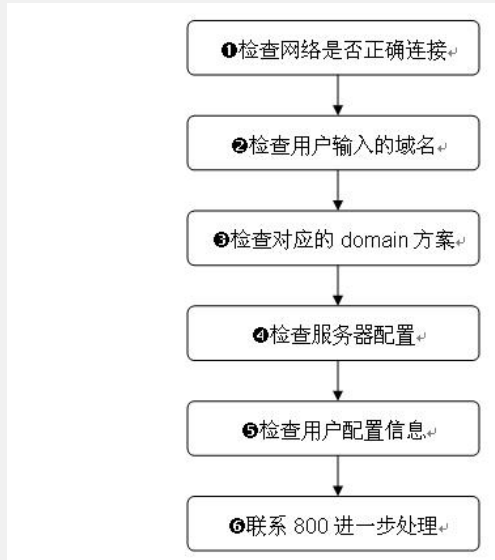 ❶检查网络是否正确连接↵
❷检查用户输入的域名↵
❸检查对应的 domain 方案↵
❹检查服务器配置↵
❺检查用户配置信息↵
❻联系 800 进一步处理↵